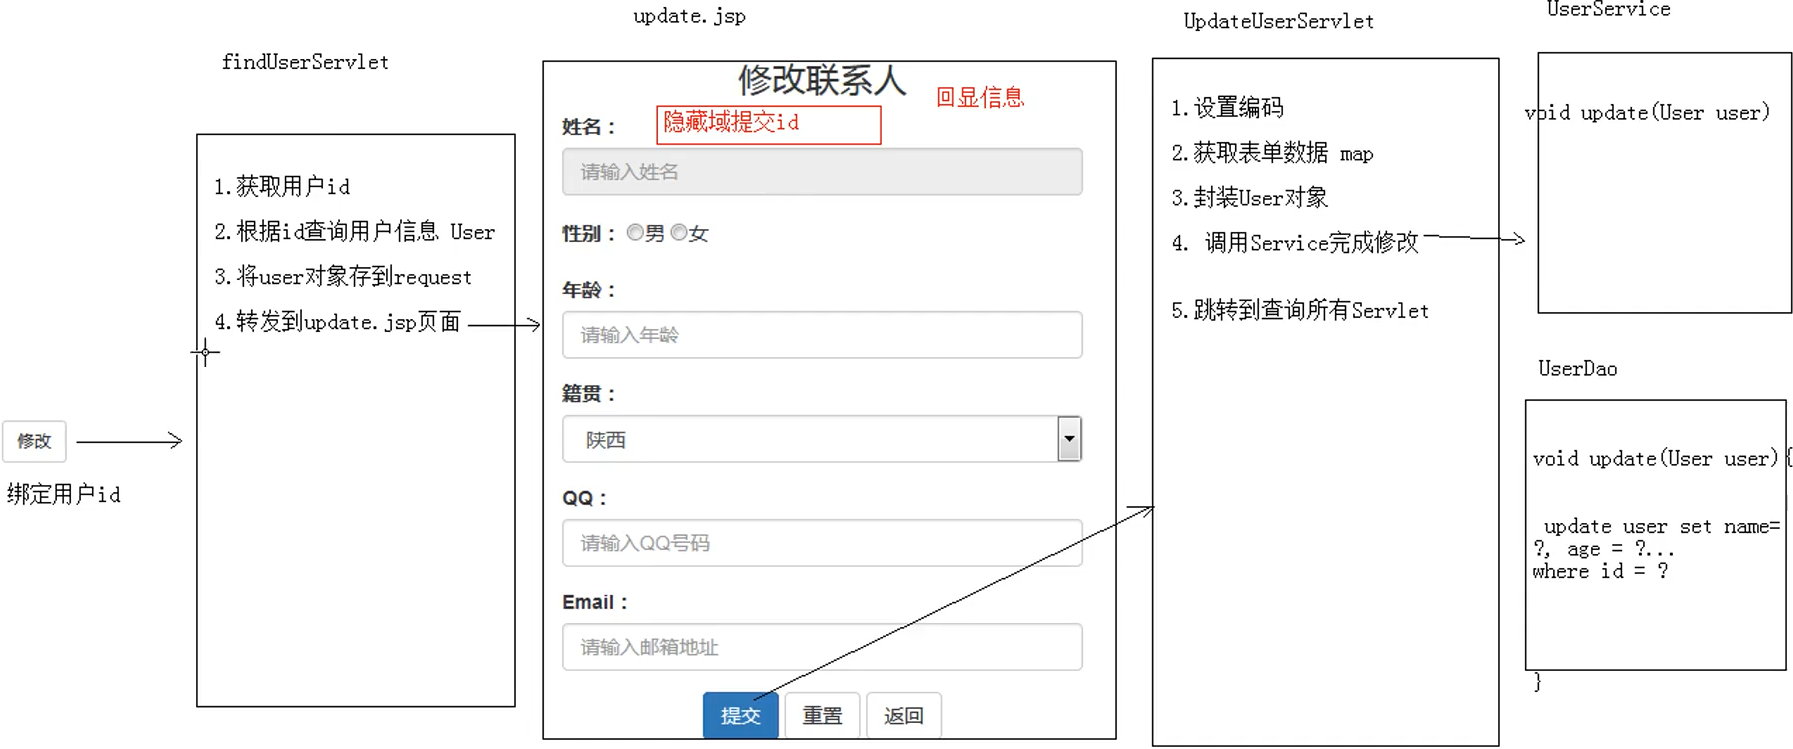 修改
绑定用户id
findUserServlet
1.获取用户id
2.根据id查询用户信息 User
3.将user对象存到request
4.转发到update.jsp页面
update.jsp
修改联系人
回显信息
姓名：
隐藏域提交id
请输入姓名
性别： 男 女
年龄：
请输入年龄
籍贯：
陕西
QQ：
请输入QQ号码
Email：
请输入邮箱地址
提交 重置 返回
UpdateUserServlet
1.设置编码
2.获取表单数据 map
3.封装User对象
4. 调用Service完成修改
5.跳转到查询所有Servlet
UserService
void update(User user)
UserDao
void update(User user){
update user set name=
?, age = ?...
where id = ?
}